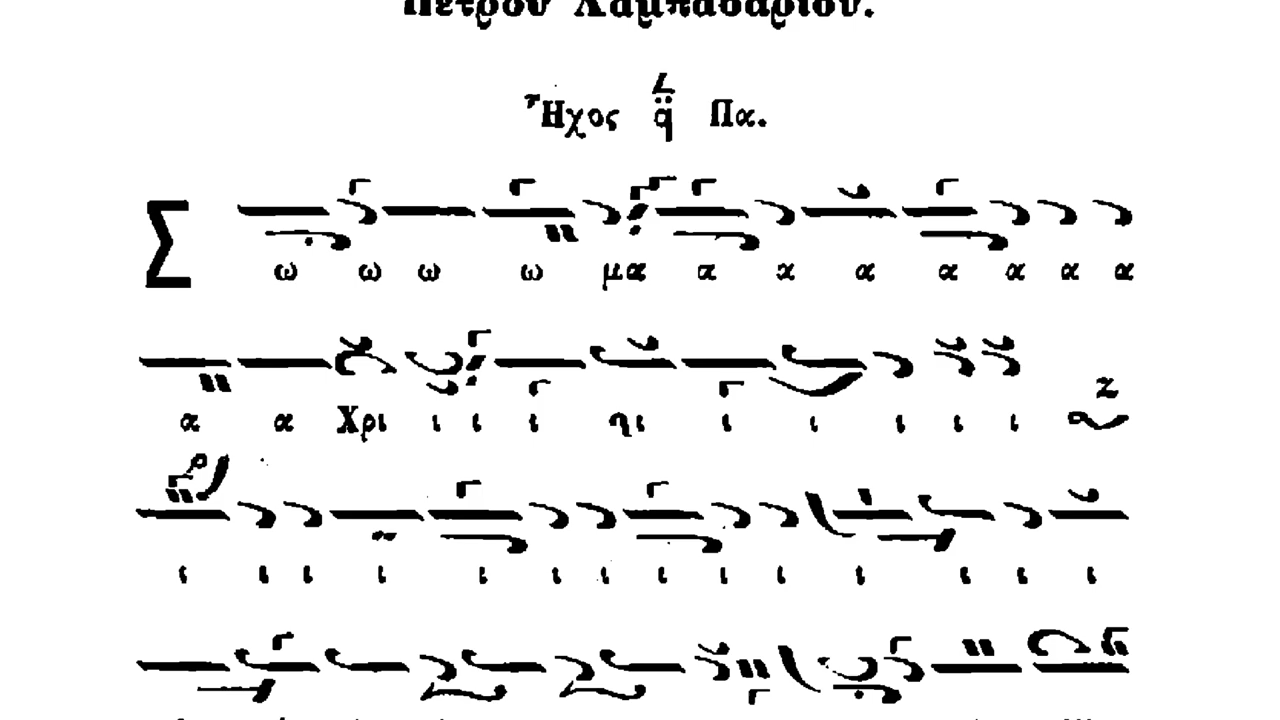 Πέτρου Λαμπαδαρίου.
Ἦχος q̈ Πα.
Σ ω ω ω ω μα α α α α α α α
α α Χρι ι ι ι ηι ι ι ι ι ι
ι ι ι ι ι ι ι ι ι ι ι ι ι ι